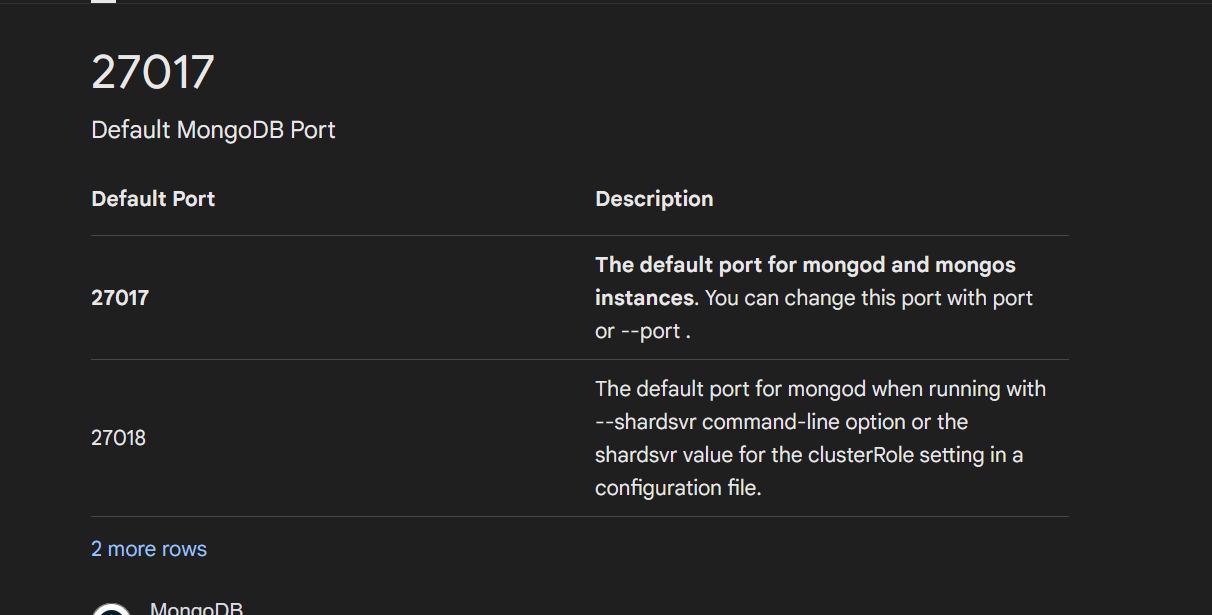 27017
Default MongoDB Port
Default Port
Description
27017
The default port for mongod and mongos
instances. You can change this port with port
or --port .
27018
The default port for mongod when running with
--shardsvr command-line option or the
shardsvr value for the clusterRole setting in a
configuration file.
2 more rows
MongoDB